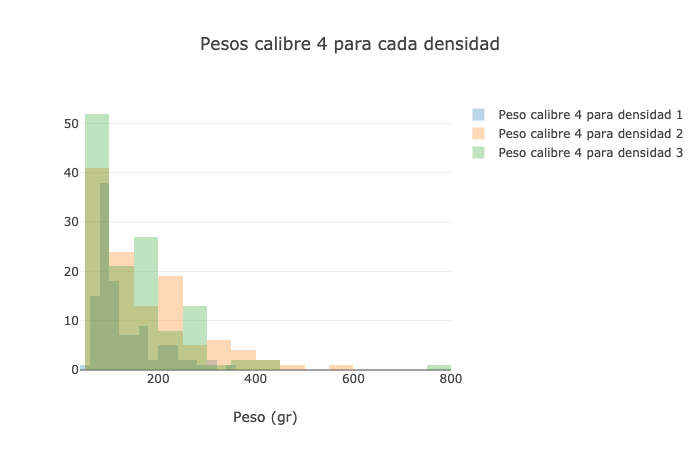 Pesos calibre 4 para cada densidad
Peso calibre 4 para densidad 1
Peso calibre 4 para densidad 2
Peso calibre 4 para densidad 3
50
40
30
20
10
0
200
400
600
800
Peso (gr)